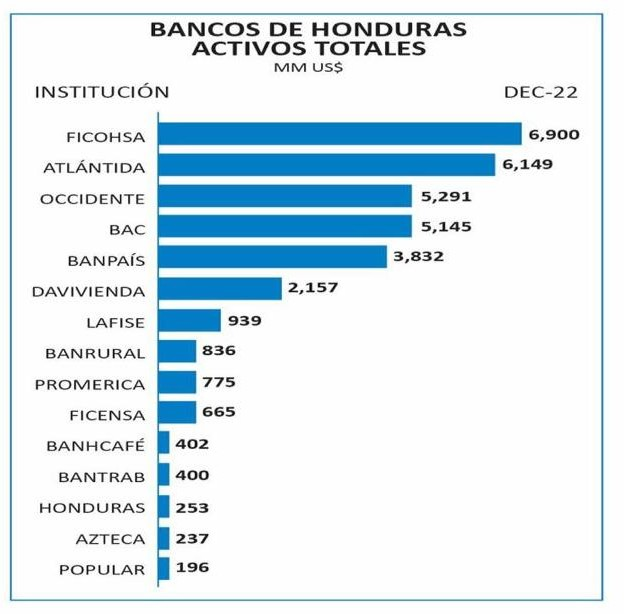 BANCOS DE HONDURAS
ACTIVOS TOTALES
MM US$
INSTITUCIÓN DEC-22
FICOHSA 6,900
ATLÁNTIDA 6,149
OCCIDENTE 5,291
BAC 5,145
BANPAÍS 3,832
DAVIVIENDA 2,157
LAFISE 939
BANRURAL 836
PROMERICA 775
FICENSA 665
BANHCAFÉ 402
BANTRAB 400
HONDURAS 253
AZTECA 237
POPULAR 196